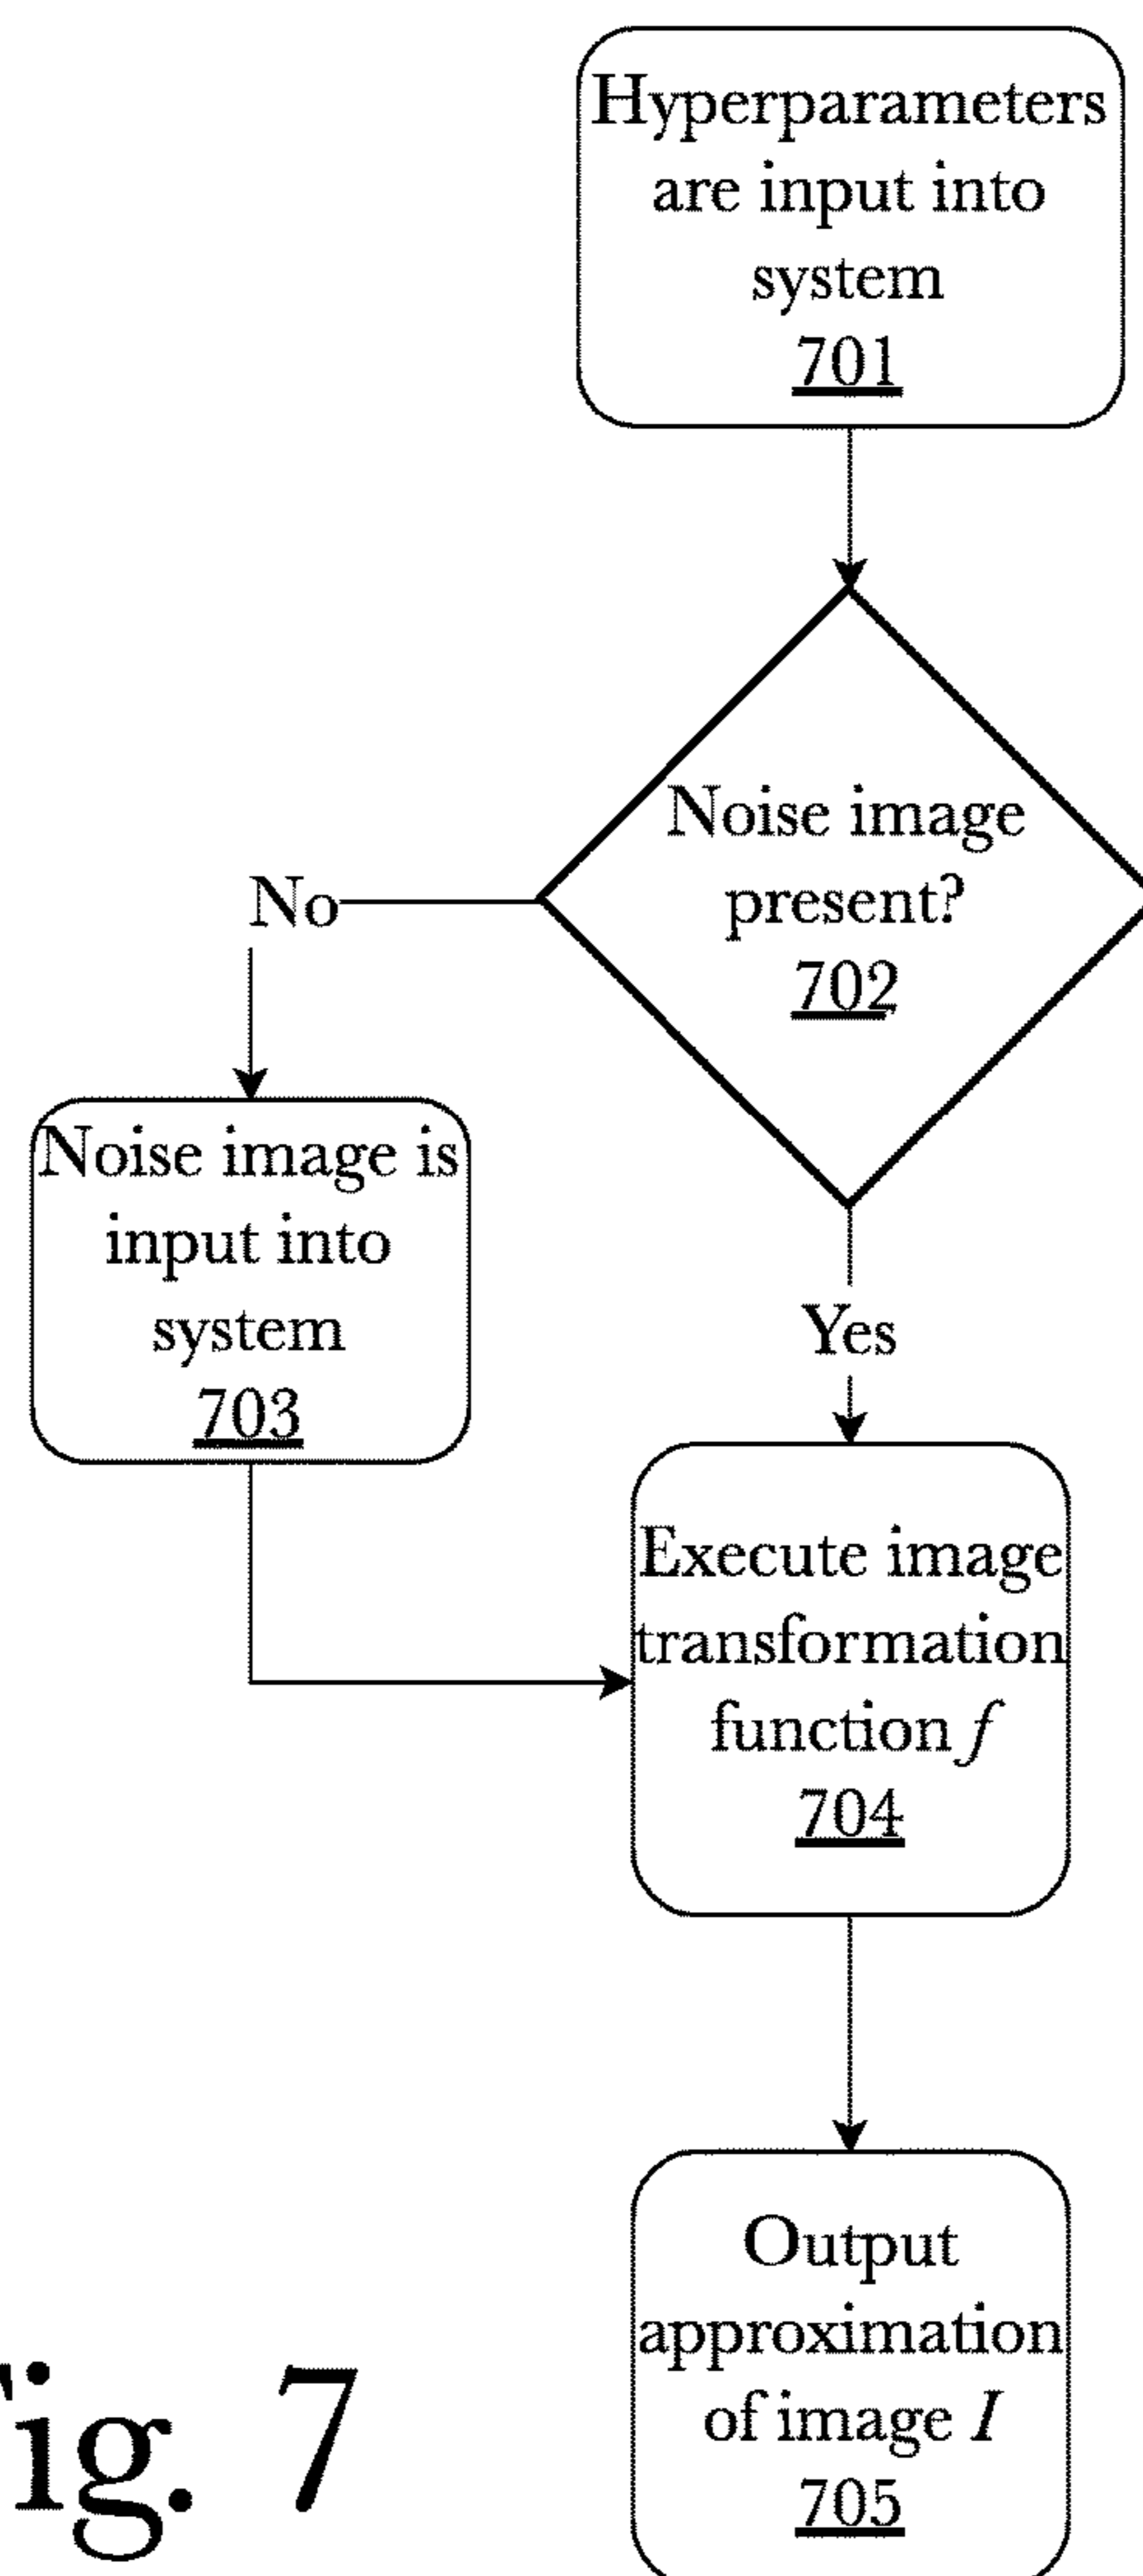 Hyperparameters
are input into
system
701
Noise image
present?
702
No
Noise image is
input into
system
703
Yes
Execute image
transformation
function f
704
Output
approximation
of image I
705
ig. 7